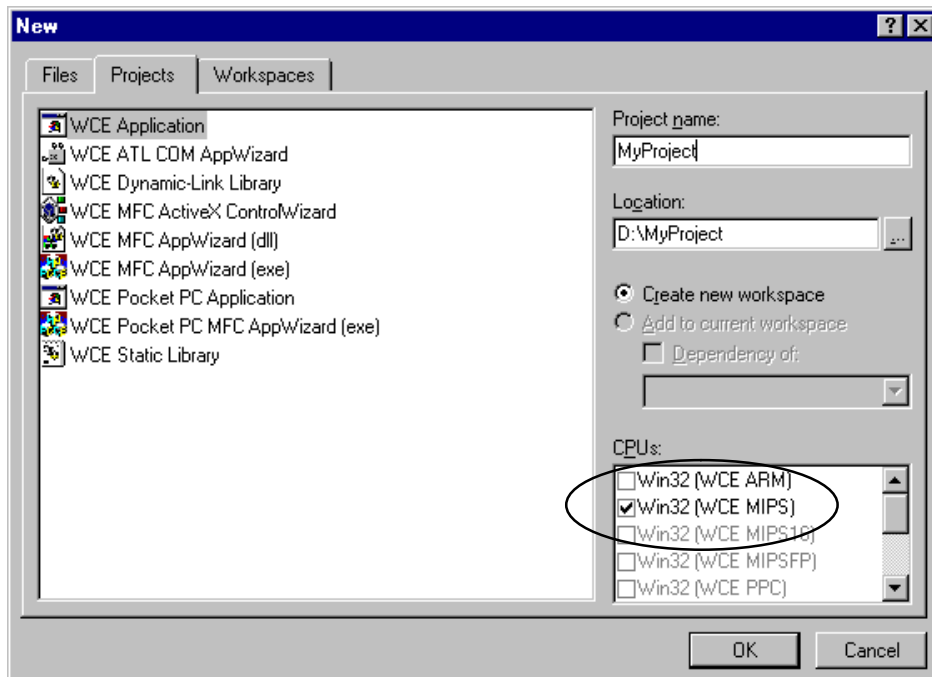 New
Files Projects Workspaces
WCE Application
WCE ATL COM AppWizard
WCE Dynamic-Link Library
WCE MFC ActiveX ControlWizard
WCE MFC AppWizard (dll)
WCE MFC AppWizard (exe)
WCE Pocket PC Application
WCE Pocket PC MFC AppWizard (exe)
WCE Static Library
Project name:
MyProject
Location:
D:\MyProject
...
Create new workspace
Add to current workspace
Dependency of:
CPUs:
Win32 (WCE ARM)
Win32 (WCE MIPS)
Win32 (WCE MIPS16)
Win32 (WCE MIPSFP)
Win32 (WCE PPC)
OK Cancel